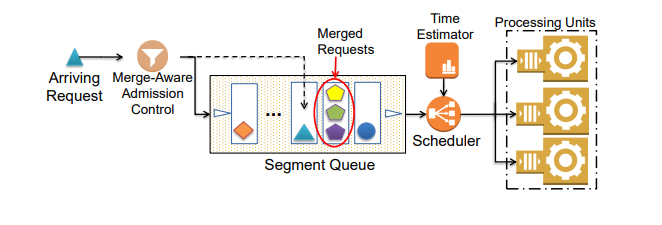 Arriving
Request
Merge-Aware
Admission
Control
Merged
Requests
...
Segment Queue
Time
Estimator
Scheduler
Processing Units